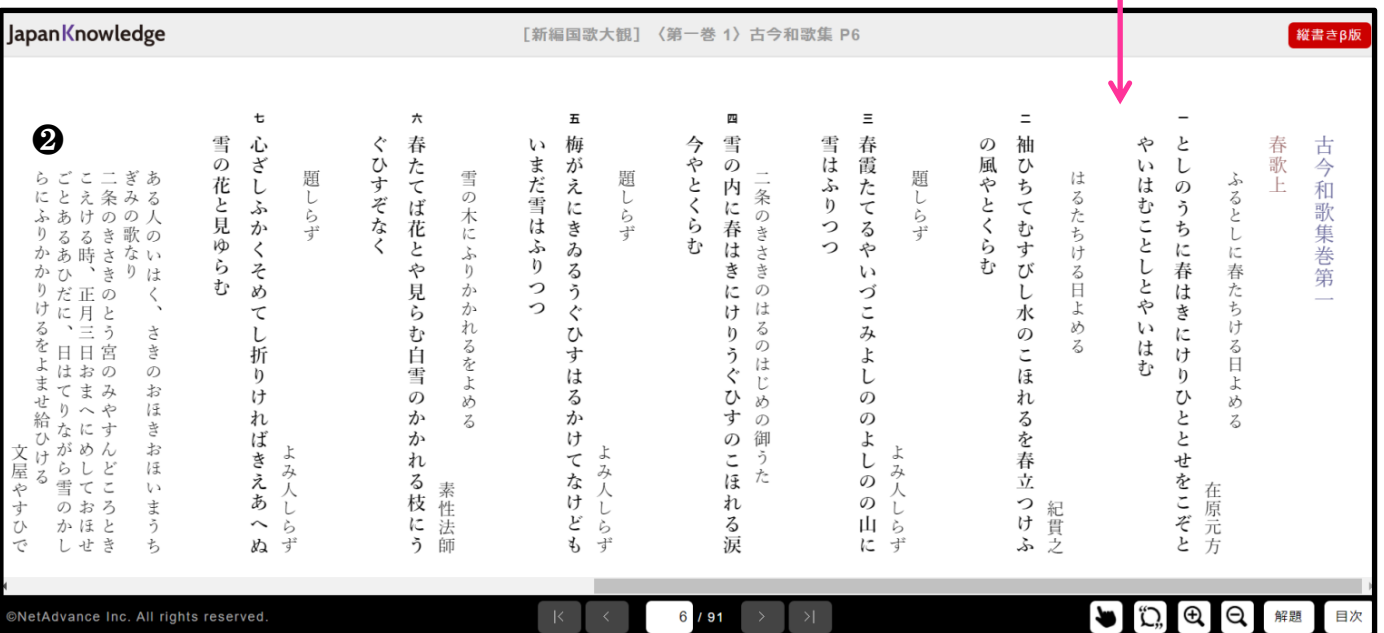 JapanKnowledge
[新編国歌大観] 〈第一巻 1〉古今和歌集 P6
縦書きβ版
古今和歌集巻第一
春歌上
ふるとしに春たちける日よめる
在原元方
一 としのうちに春はきにけりひととせをこぞと
やいはむことしとやいはむ
はるたちける日よめる
紀貫之
二 袖ひちてむすびし水のこほれるを春立つけふ
の風やとくらむ
題しらず
よみ人しらず
三 春霞たてるやいづこみよしののよしのの山に
雪はふりつつ
二条のきさきのはるのはじめの御うた
四 雪の内に春はきにけりうぐひすのこほれる涙
今やとくらむ
題しらず
よみ人しらず
五 梅がえにきゐるうぐひすはるかけてなけども
いまだ雪はふりつつ
雪の木にふりかかれるをよめる
素性法師
六 春たてば花とや見らむ白雪のかかれる枝にう
ぐひすぞなく
題しらず
よみ人しらず
七 心ざしふかくそめてし折りければきえあへぬ
雪の花と見ゆらむ
ある人のいはく、さきのおほきおほいまうち
ぎみの歌なり
二条のきさきのとう宮のみやすんどころとき
こえける時、正月三日おまへにめしておほせ
ごとあるあひだに、日はてりながら雪のかし
らにふりかかりけるをよませ給ひける
文屋やすひで
❷
©NetAdvance Inc. All rights reserved.
6 / 91
解題
目次